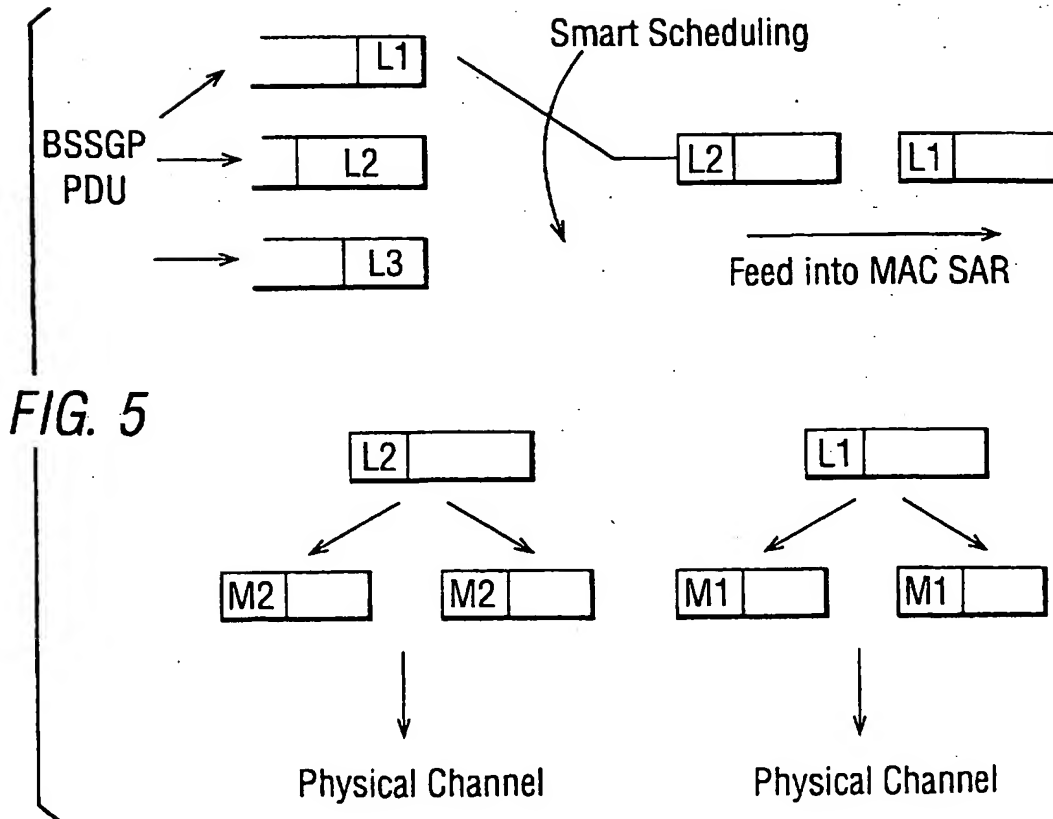 Smart Scheduling
L1
BSSGP
PDU
L2
L3
L2
L1
Feed into MAC SAR
FIG. 5
L2
L1
M2
M2
M1
M1
Physical Channel
Physical Channel